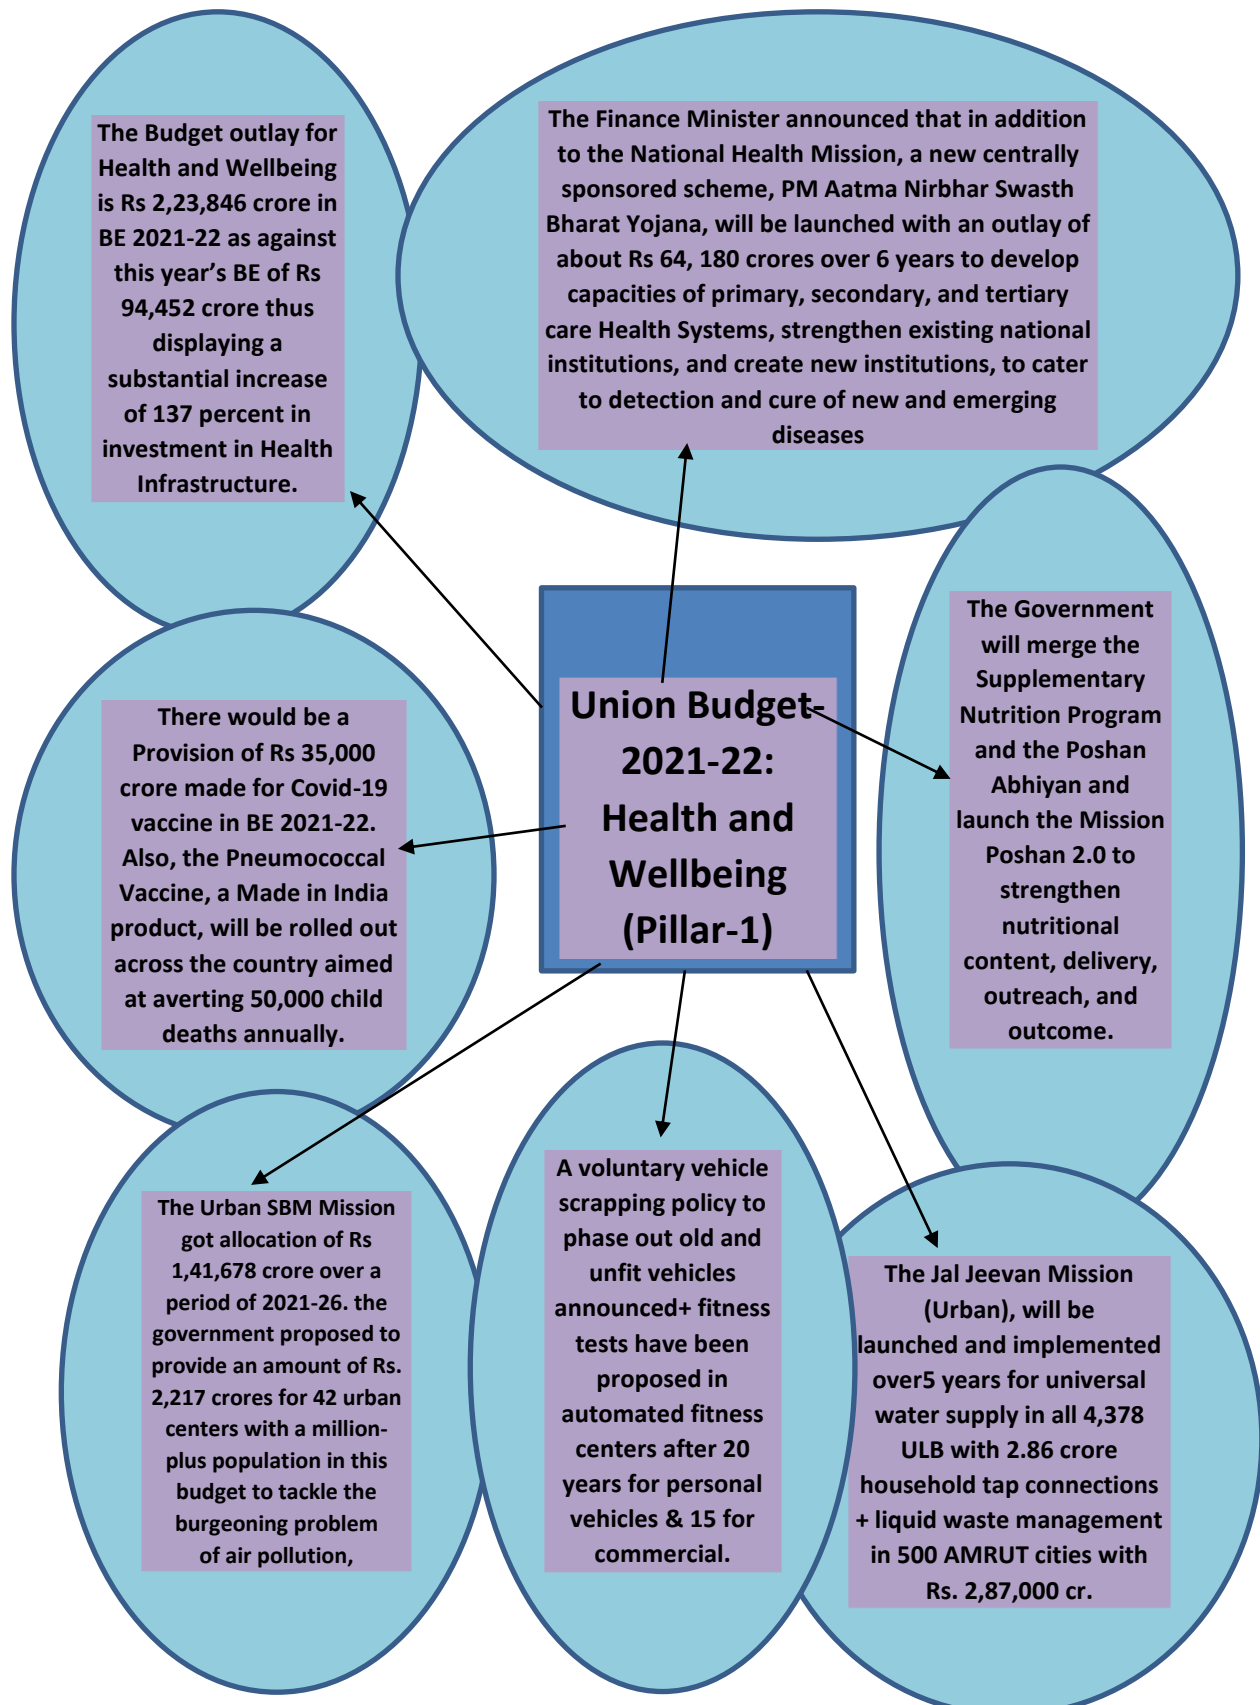 The Budget outlay for
Health and Wellbeing
is Rs 2,23,846 crore in
BE 2021-22 as against
this year’s BE of Rs
94,452 crore thus
displaying a
substantial increase
of 137 percent in
investment in Health
Infrastructure.
The Finance Minister announced that in addition
to the National Health Mission, a new centrally
sponsored scheme, PM Aatma Nirbhar Swasth
Bharat Yojana, will be launched with an outlay of
about Rs 64, 180 crores over 6 years to develop
capacities of primary, secondary, and tertiary
care Health Systems, strengthen existing national
institutions, and create new institutions, to cater
to detection and cure of new and emerging
diseases
Union Budget-
2021-22:
Health and
Wellbeing
(Pillar-1)
The Government
will merge the
Supplementary
Nutrition Program
and the Poshan
Abhiyan and
launch the Mission
Poshan 2.0 to
strengthen
nutritional
content, delivery,
outreach, and
outcome.
There would be a
Provision of Rs 35,000
crore made for Covid-19
vaccine in BE 2021-22.
Also, the Pneumococcal
Vaccine, a Made in India
product, will be rolled out
across the country aimed
at averting 50,000 child
deaths annually.
The Urban SBM Mission
got allocation of Rs
1,41,678 crore over a
period of 2021-26. the
government proposed to
provide an amount of Rs.
2,217 crores for 42 urban
centers with a million-
plus population in this
budget to tackle the
burgeoning problem
of air pollution,
A voluntary vehicle
scrapping policy to
phase out old and
unfit vehicles
announced+ fitness
tests have been
proposed in
automated fitness
centers after 20
years for personal
vehicles & 15 for
commercial.
The Jal Jeevan Mission
(Urban), will be
launched and implemented
over5 years for universal
water supply in all 4,378
ULB with 2.86 crore
household tap connections
+ liquid waste management
in 500 AMRUT cities with
Rs. 2,87,000 cr.